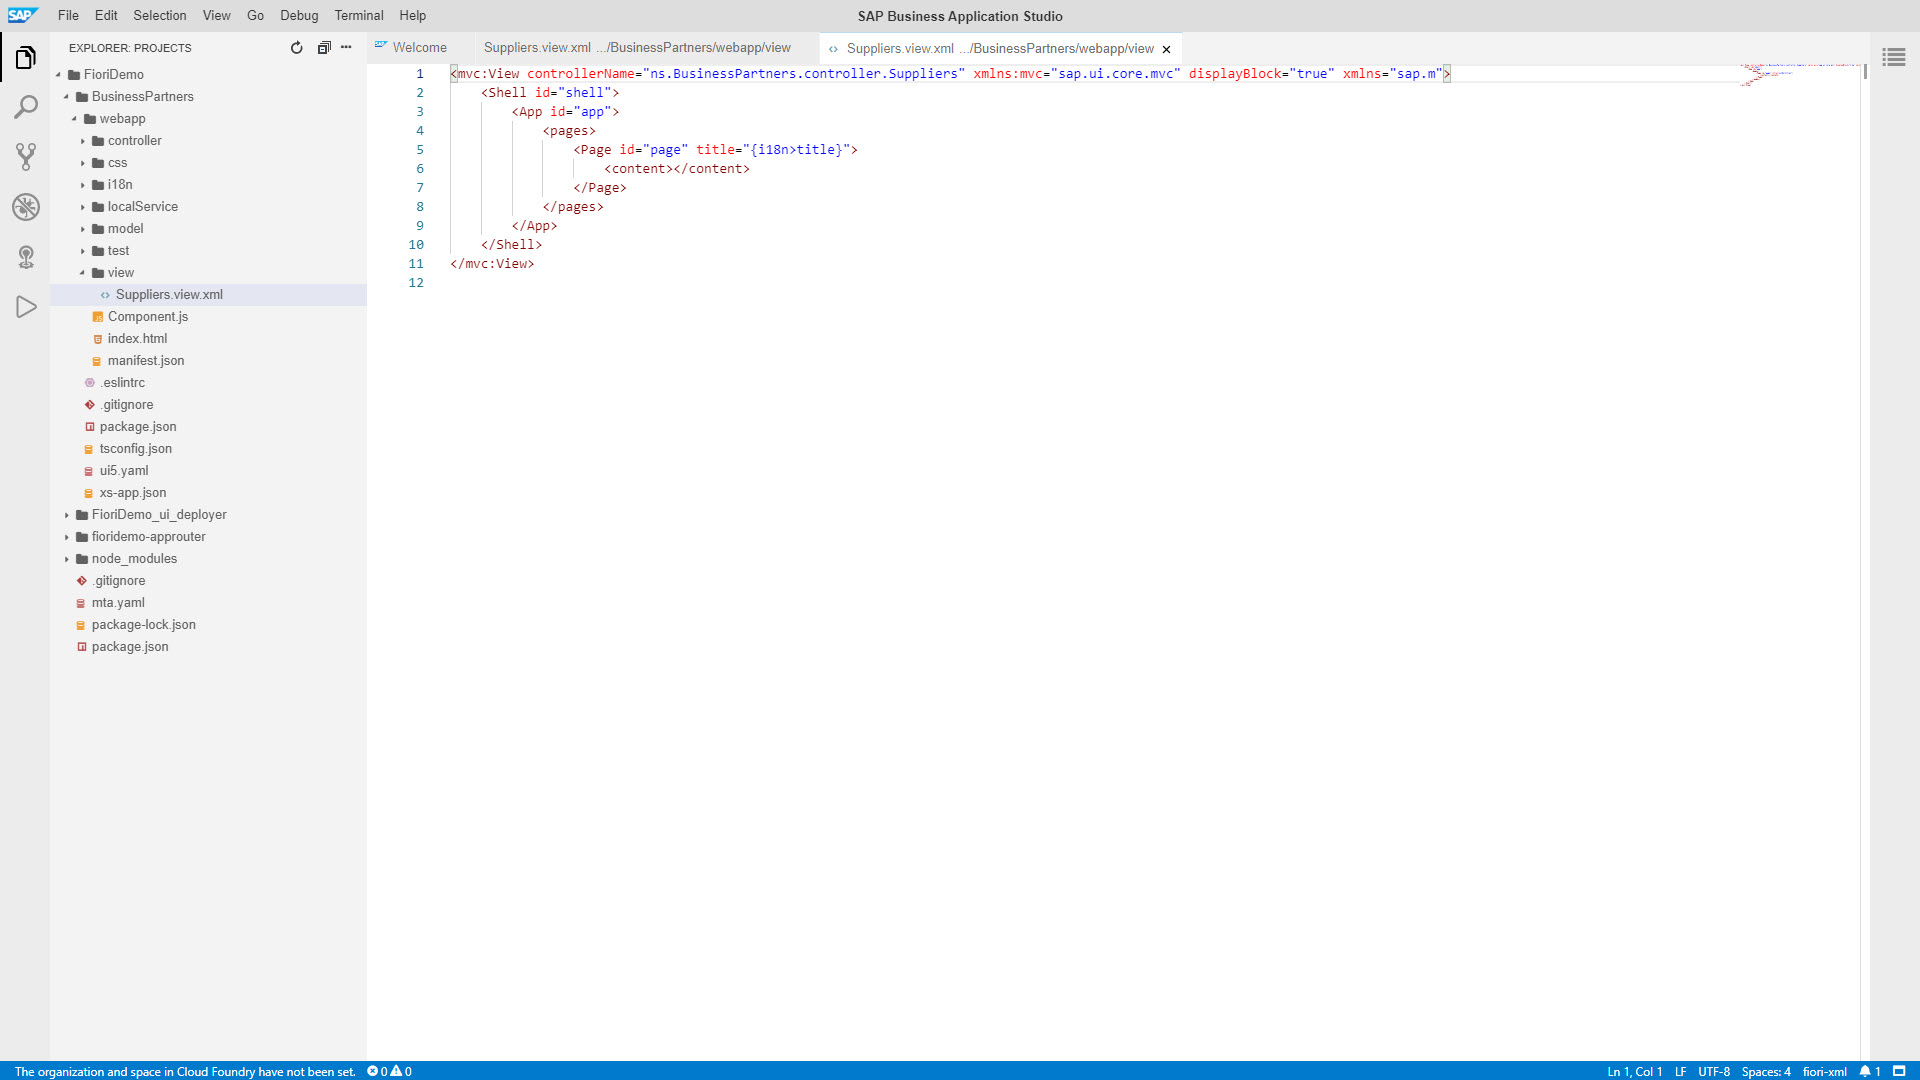 SAP File Edit Selection View Go Debug Terminal Help SAP Business Application Studio
EXPLORER: PROJECTS
FioriDemo
BusinessPartners
webapp
controller
css
i18n
localService
model
test
view
Suppliers.view.xml
Component.js
index.html
manifest.json
.eslintrc
.gitignore
package.json
tsconfig.json
ui5.yaml
xs-app.json
FioriDemo_ui_deployer
fioridemo-approuter
node_modules
.gitignore
mta.yaml
package-lock.json
package.json
SAP Welcome Suppliers.view.xml .../BusinessPartners/webapp/view <> Suppliers.view.xml .../BusinessPartners/webapp/view ×
1 <mvc:View controllerName="ns.BusinessPartners.controller.Suppliers" xmlns:mvc="sap.ui.core.mvc" displayBlock="true" xmlns="sap.m">
2 <Shell id="shell">
3 <App id="app">
4 <pages>
5 <Page id="page" title="{i18n>title}">
6 <content></content>
7 </Page>
8 </pages>
9 </App>
10 </Shell>
11 </mvc:View>
12
The organization and space in Cloud Foundry have not been set. 0 0 Ln 1, Col 1 LF UTF-8 Spaces: 4 fiori-xml 1